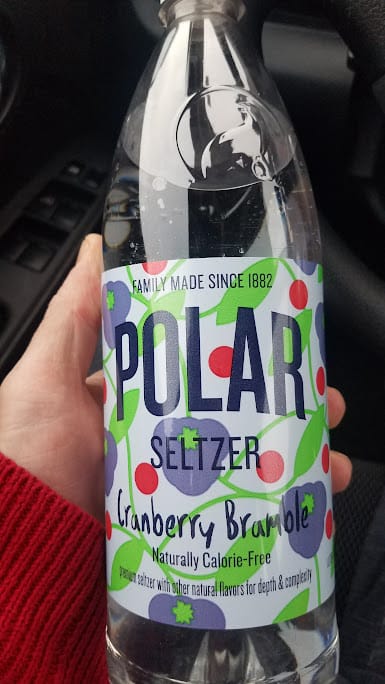 FAMILY MADE SINCE 1882
POLAR
SELTZER
Cranberry Bramble
Naturally Calorie-Free
premium seltzer with other natural flavors for depth & complexity